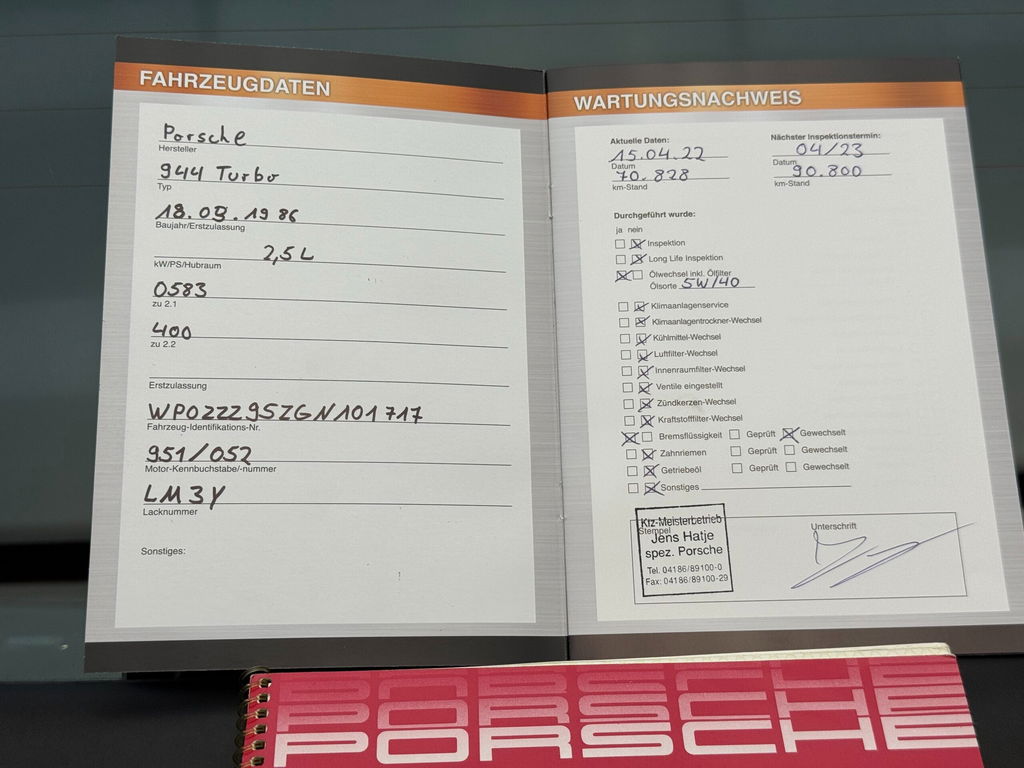 FAHRZEUGDATEN
Porsche
Hersteller
944 Turbo
Typ
18.03.1986
Baujahr/Erstzulassung
2,5 L
kW/PS/Hubraum
0583
zu 2.1
400
zu 2.2
Erstzulassung
WP0ZZZ95ZGN101717
Fahrzeug-Identifikations-Nr.
951/052
Motor-Kennbuchstabe/-nummer
LM3Y
Lacknummer
Sonstiges:
WARTUNGSNACHWEIS
Aktuelle Daten: Nächster Inspektionstermin:
15.04.22 04/23
Datum Datum
70.828 90.800
km-Stand km-Stand
Durchgeführt wurde:
ja nein
Inspektion
Long Life Inspektion
Ölwechsel inkl. Ölfilter
Ölsorte 5W/40
Klimaanlagenservice
Klimaanlagentrockner-Wechsel
Kühlmittel-Wechsel
Luftfilter-Wechsel
Innenraumfilter-Wechsel
Ventile eingestellt
Zündkerzen-Wechsel
Kraftstofffilter-Wechsel
Bremsflüssigkeit Geprüft Gewechselt
Zahnriemen Geprüft Gewechselt
Getriebeöl Geprüft Gewechselt
Sonstiges
Stempel Unterschrift
Kfz-Meisterbetrieb
Jens Hatje
spez. Porsche
Tel. 04186/89100-0
Fax: 04186/89100-29
PORSCHE
PORSCHE
PORSCHE